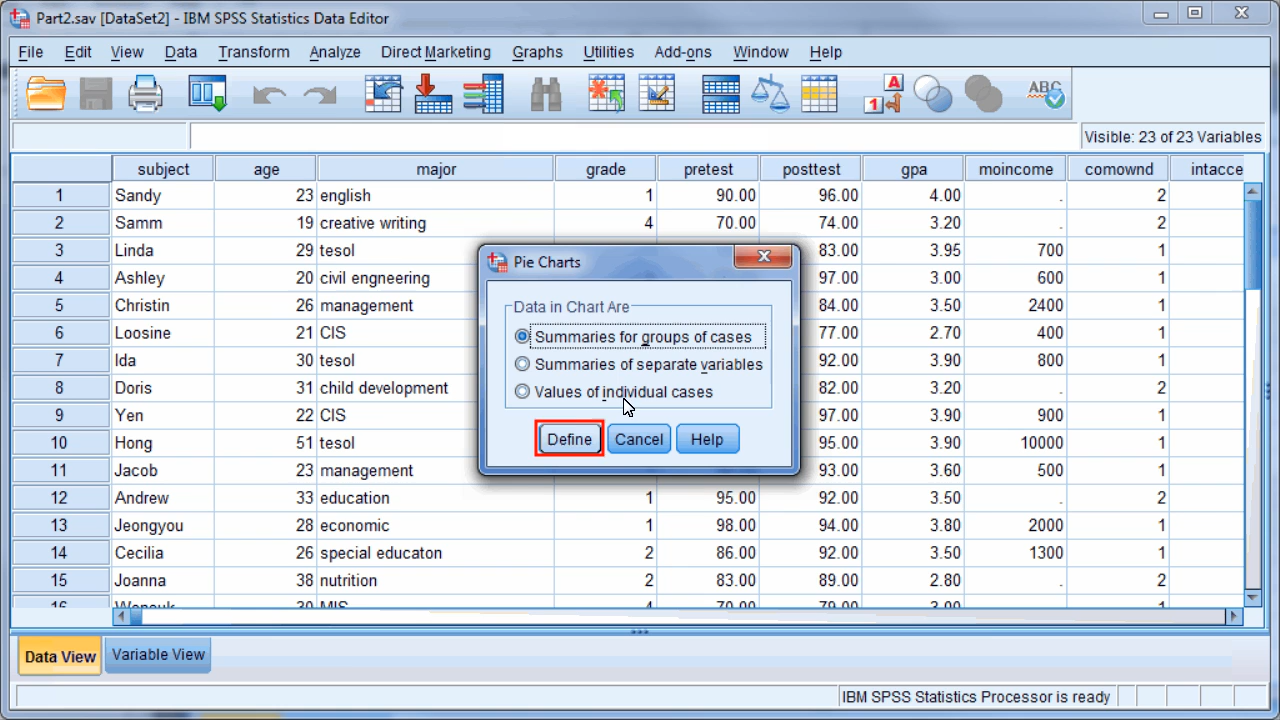 Part2.sav [DataSet2] - IBM SPSS Statistics Data Editor
File Edit View Data Transform Analyze Direct Marketing Graphs Utilities Add-ons Window Help
A
1
ABC
Visible: 23 of 23 Variables
subject age major grade pretest posttest gpa moincome comownd intacce
1 Sandy 23 english 1 90.00 96.00 4.00 . 2
2 Samm 19 creative writing 4 70.00 74.00 3.20 . 2
3 Linda 29 tesol 83.00 3.95 700 1
4 Ashley 20 civil engneering 97.00 3.00 600 1
5 Christin 26 management 84.00 3.50 2400 1
6 Loosine 21 CIS 77.00 2.70 400 1
7 Ida 30 tesol 92.00 3.90 800 1
8 Doris 31 child development 82.00 3.20 . 2
9 Yen 22 CIS 97.00 3.90 900 1
10 Hong 51 tesol 95.00 3.90 10000 1
11 Jacob 23 management 93.00 3.60 500 1
12 Andrew 33 education 1 95.00 92.00 3.50 . 2
13 Jeongyou 28 economic 1 98.00 94.00 3.80 2000 1
14 Cecilia 26 special educaton 2 86.00 92.00 3.50 1300 1
15 Joanna 38 nutrition 2 83.00 89.00 2.80 . 2
Pie Charts
Data in Chart Are
Summaries for groups of cases
Summaries of separate variables
Values of individual cases
Define Cancel Help
Data View Variable View
IBM SPSS Statistics Processor is ready